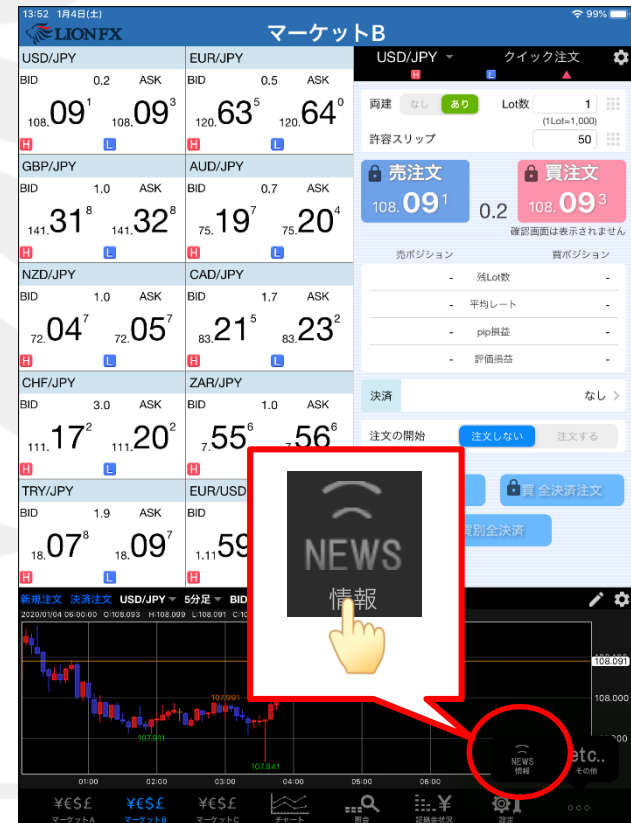 13:52 1月4日(土)
99%
LIONFX
マーケットB
USD/JPY
BID 0.2 ASK
108.09¹ 108.09³
H L
EUR/JPY
BID 0.5 ASK
120.63⁵ 120.64⁰
H L
GBP/JPY
BID 1.0 ASK
141.31⁸ 141.32⁸
H L
AUD/JPY
BID 0.7 ASK
75.19⁷ 75.20⁴
H L
NZD/JPY
BID 1.0 ASK
72.04⁷ 72.05⁷
H L
CAD/JPY
BID 1.7 ASK
83.21⁵ 83.23²
H L
CHF/JPY
BID 3.0 ASK
111.17² 111.20²
H L
ZAR/JPY
BID 1.0 ASK
7.55⁶ 7.56⁶
H
TRY/JPY
BID 1.9 ASK
18.07⁸ 18.09⁷
H L
EUR/USD
BID
1.1159
H
USD/JPY クイック注文
H L
両建 なし あり Lot数 1
(1Lot=1,000)
許容スリップ 50
売注文 買注文
108.09¹ 0.2 108.09³
確認画面は表示されません
売ポジション 買ポジション
- 残Lot数 -
- 平均レート -
- pip損益 -
- 評価損益 -
決済 なし
注文の開始 注文しない 注文する
買 全決済注文
別全決済
NEWS
情報
新規注文 決済注文 USD/JPY 5分足 BID
2020/01/04 06:00:00 O:108.093 H:108.099 L:108.091
108.091
108.000
107.991
107.911
107.841
01:00 02:00 03:00 04:00 05:00 06:00
NEWS
情報
etc..
その他
¥€$£ ¥€$£ ¥€$£
マーケットA マーケットB マーケットC チャート 照会 証拠金状況 設定